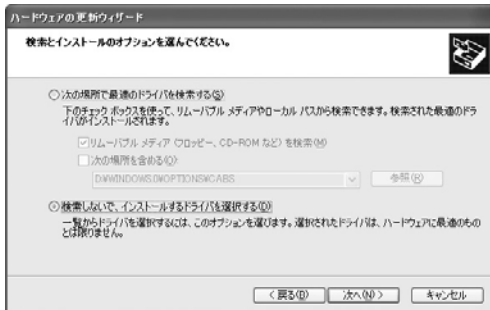 ハードウェアの更新ウィザード
検索とインストールのオプションを選んでください。
次の場所で最適のドライバを検索する(S)
下のチェック ボックスを使って、リムーバブル メディアやローカル パスから検索できます。検索された最適のドラ
イバがインストールされます。
リムーバブル メディア (フロッピー、CD-ROM など) を検索(M)
次の場所を含める(O)
D:¥WINDOWS.0¥OPTIONS¥CABS
参照(R)
検索しないで、インストールするドライバを選択する(D)
一覧からドライバを選択するには、このオプションを選びます。選択されたドライバは、ハードウェアに最適のもの
とは限りません。
< 戻る(B) 次へ(N) > キャンセル